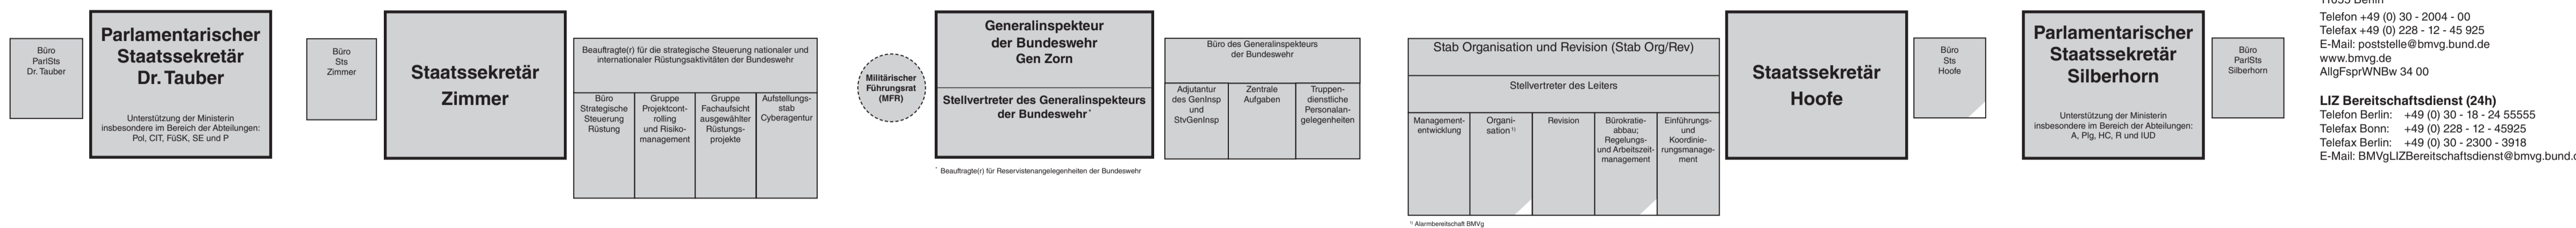 Büro
ParlSts
Dr. Tauber
Parlamentarischer
Staatssekretär
Dr. Tauber
Unterstützung der Ministerin
insbesondere im Bereich der Abteilungen:
Pol, CIT, FüSK, SE und P
Büro
Sts
Zimmer
Staatssekretär
Zimmer
Beauftragte(r) für die strategische Steuerung nationaler und
internationaler Rüstungsaktivitäten der Bundeswehr
Büro
Strategische
Steuerung
Rüstung
Gruppe
Projektcont-
rolling
und Risiko-
management
Gruppe
Fachaufsicht
ausgewählter
Rüstungs-
projekte
Aufstellungs-
stab
Cyberagentur
Militärischer
Führungsrat
(MFR)
Generalinspekteur
der Bundeswehr
Gen Zorn
Stellvertreter des Generalinspekteurs
der Bundeswehr*
* Beauftragte(r) für Reservistenangelegenheiten der Bundeswehr
Büro des Generalinspekteurs
der Bundeswehr
Adjutantur
des GenInsp
und
StvGenInsp
Zentrale
Aufgaben
Truppen-
dienstliche
Personalan-
gelegenheiten
Stab Organisation und Revision (Stab Org/Rev)
Stellvertreter des Leiters
Management-
entwicklung
Organi-
sation 1)
Revision
Bürokratie-
abbau;
Regelungs-
und Arbeitszeit-
management
Einführungs-
und
Koordinie-
rungsmanage-
ment
1) Alarmbereitschaft BMVg
Staatssekretär
Hoofe
Büro
Sts
Hoofe
Parlamentarischer
Staatssekretär
Silberhorn
Unterstützung der Ministerin
insbesondere im Bereich der Abteilungen:
A, Plg, HC, R und IUD
Büro
ParlSts
Silberhorn
11055 Berlin
Telefon +49 (0) 30 - 2004 - 00
Telefax +49 (0) 228 - 12 - 45 925
E-Mail: poststelle@bmvg.bund.de
www.bmvg.de
AllgFsprWNBw 34 00
LIZ Bereitschaftsdienst (24h)
Telefon Berlin: +49 (0) 30 - 18 - 24 55555
Telefax Bonn: +49 (0) 228 - 12 - 45925
Telefax Berlin: +49 (0) 30 - 2300 - 3918
E-Mail: BMVgLIZBereitschaftsdienst@bmvg.bund.d